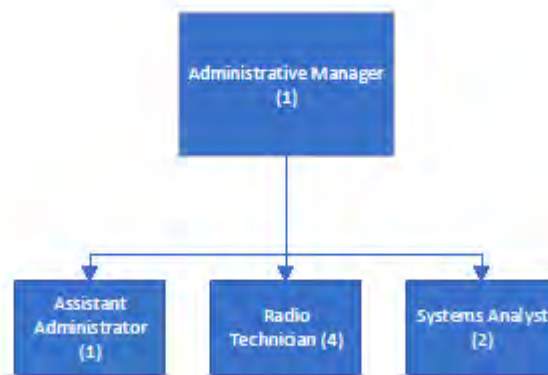 Administrative Manager
(1)
Assistant
Administrator
(1)
Radio
Technician (4)
Systems Analyst
(2)